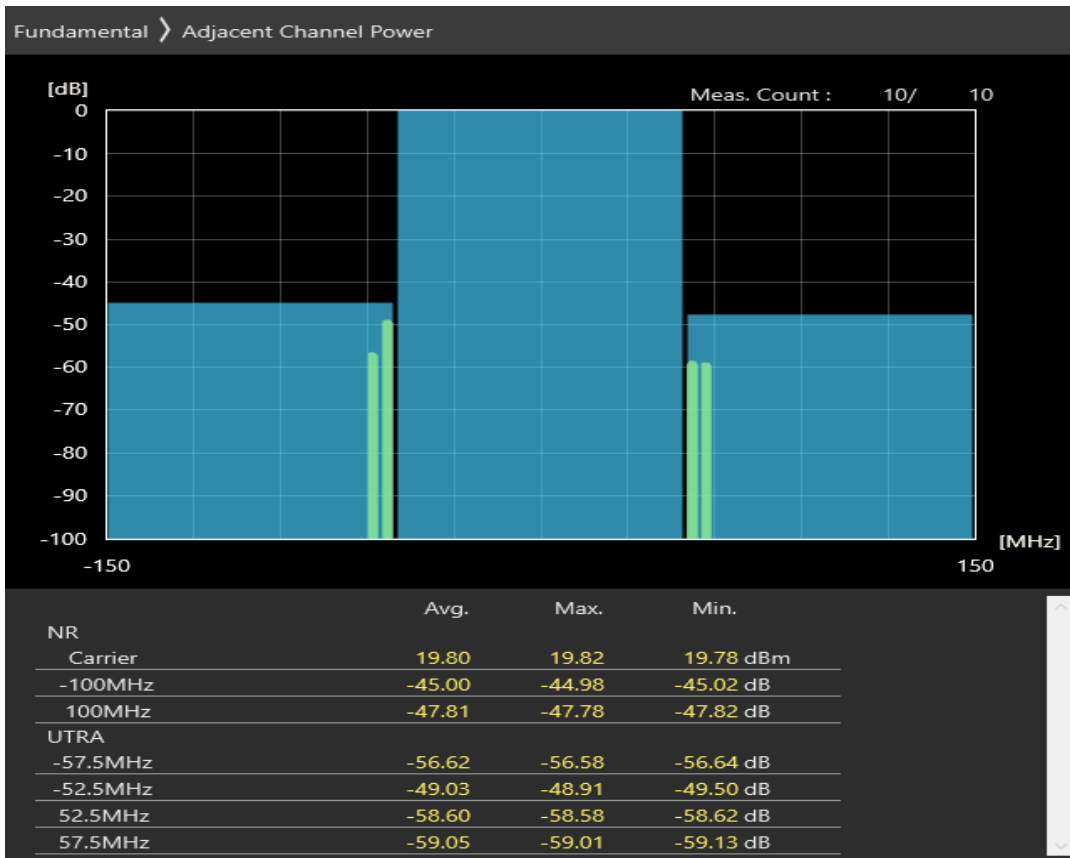 Fundamental 〉 Adjacent Channel Power
[dB]
Meas. Count : 10/ 10
0
-10
-20
-30
-40
-50
-60
-70
-80
-90
-100
[MHz]
-150 150
Avg. Max. Min.
NR
Carrier 19.80 19.82 19.78 dBm
-100MHz -45.00 -44.98 -45.02 dB
100MHz -47.81 -47.78 -47.82 dB
UTRA
-57.5MHz -56.62 -56.58 -56.64 dB
-52.5MHz -49.03 -48.91 -49.50 dB
52.5MHz -58.60 -58.58 -58.62 dB
57.5MHz -59.05 -59.01 -59.13 dB